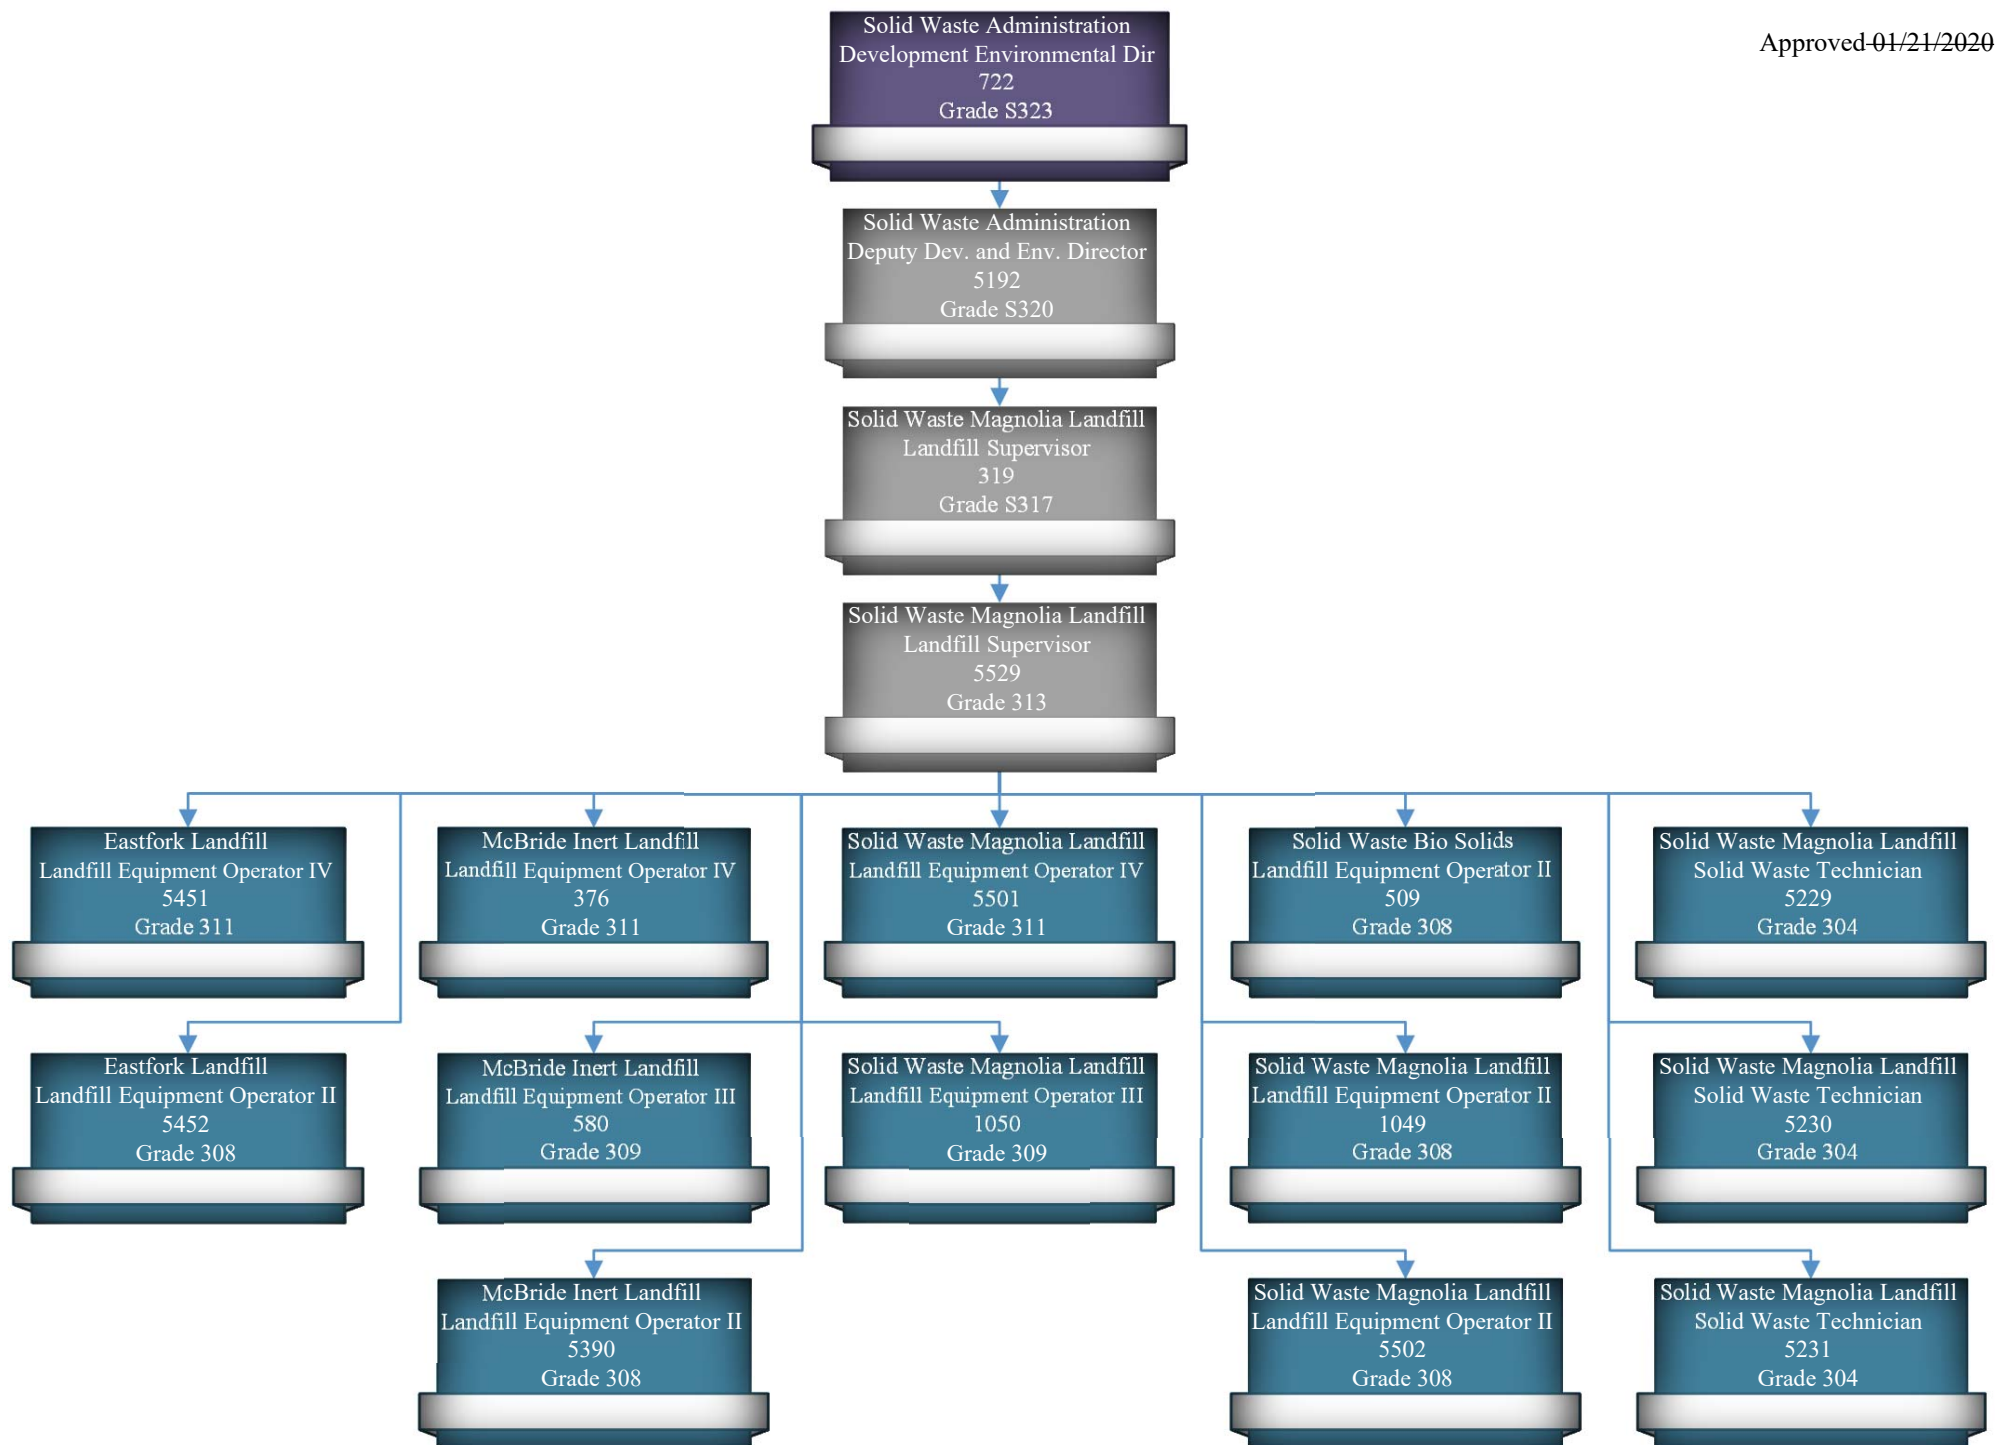 Approved 01/21/2020
Solid Waste Administration
Development Environmental Dir
722
Grade S323
Solid Waste Administration
Deputy Dev. and Env. Director
5192
Grade S320
Solid Waste Magnolia Landfill
Landfill Supervisor
319
Grade S317
Solid Waste Magnolia Landfill
Landfill Supervisor
5529
Grade 313
Eastfork Landfill
Landfill Equipment Operator IV
5451
Grade 311
McBride Inert Landfill
Landfill Equipment Operator IV
376
Grade 311
Solid Waste Magnolia Landfill
Landfill Equipment Operator IV
5501
Grade 311
Solid Waste Bio Solids
Landfill Equipment Operator II
509
Grade 308
Solid Waste Magnolia Landfill
Solid Waste Technician
5229
Grade 304
Eastfork Landfill
Landfill Equipment Operator II
5452
Grade 308
McBride Inert Landfill
Landfill Equipment Operator III
580
Grade 309
Solid Waste Magnolia Landfill
Landfill Equipment Operator III
1050
Grade 309
Solid Waste Magnolia Landfill
Landfill Equipment Operator II
1049
Grade 308
Solid Waste Magnolia Landfill
Solid Waste Technician
5230
Grade 304
McBride Inert Landfill
Landfill Equipment Operator II
5390
Grade 308
Solid Waste Magnolia Landfill
Landfill Equipment Operator II
5502
Grade 308
Solid Waste Magnolia Landfill
Solid Waste Technician
5231
Grade 304